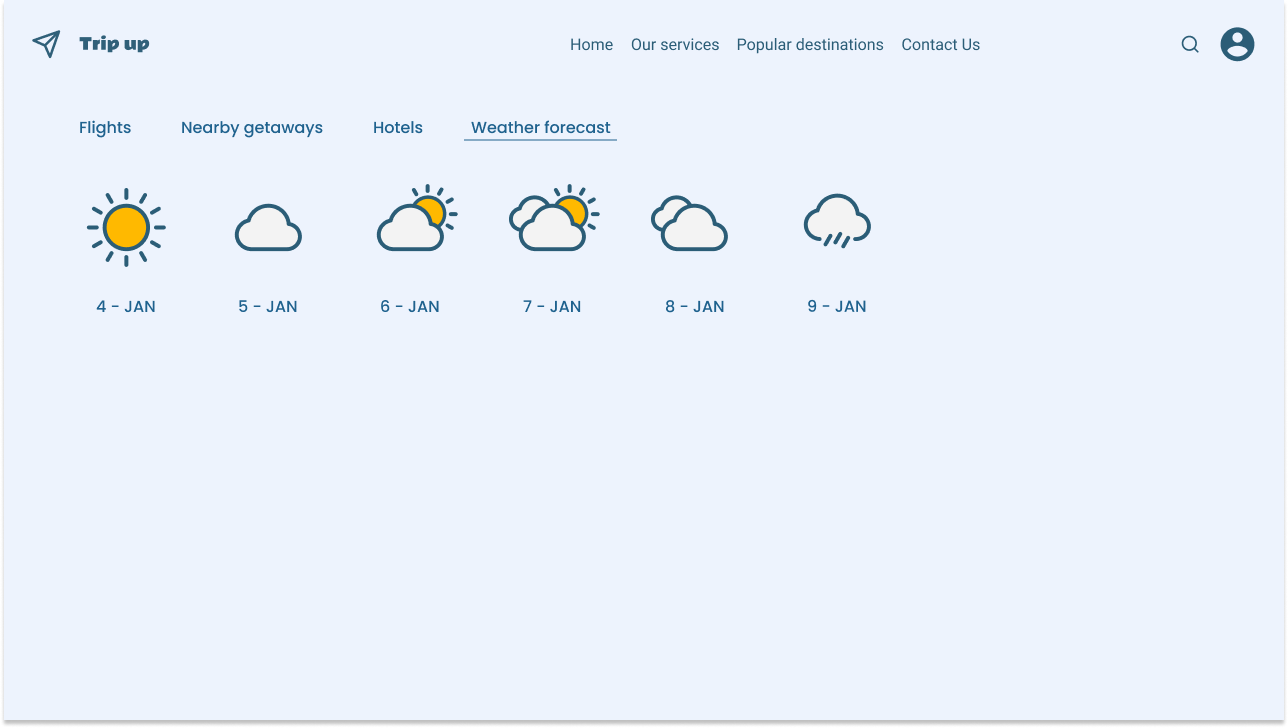 Trip up
Home Our services Popular destinations Contact Us
Flights Nearby getaways Hotels Weather forecast
4 - JAN 5 - JAN 6 - JAN 7 - JAN 8 - JAN 9 - JAN